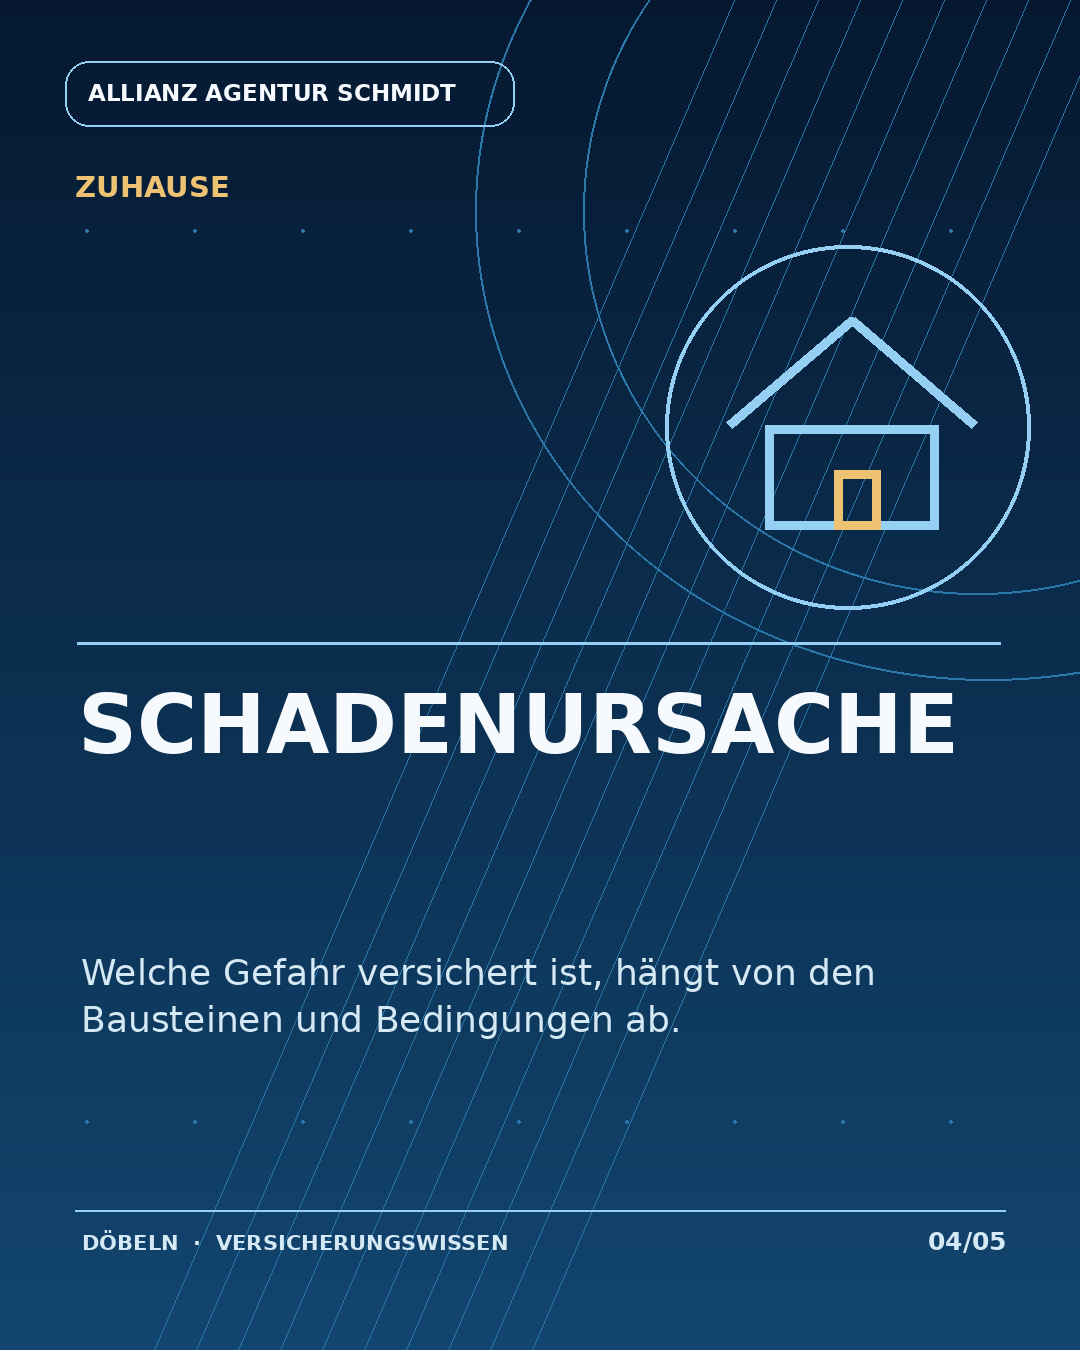 ALLIANZ AGENTUR SCHMIDT
ZUHAUSE
SCHADENURSACHE
Welche Gefahr versichert ist, hängt von den
Bausteinen und Bedingungen ab.
DÖBELN · VERSICHERUNGSWISSEN
04/05